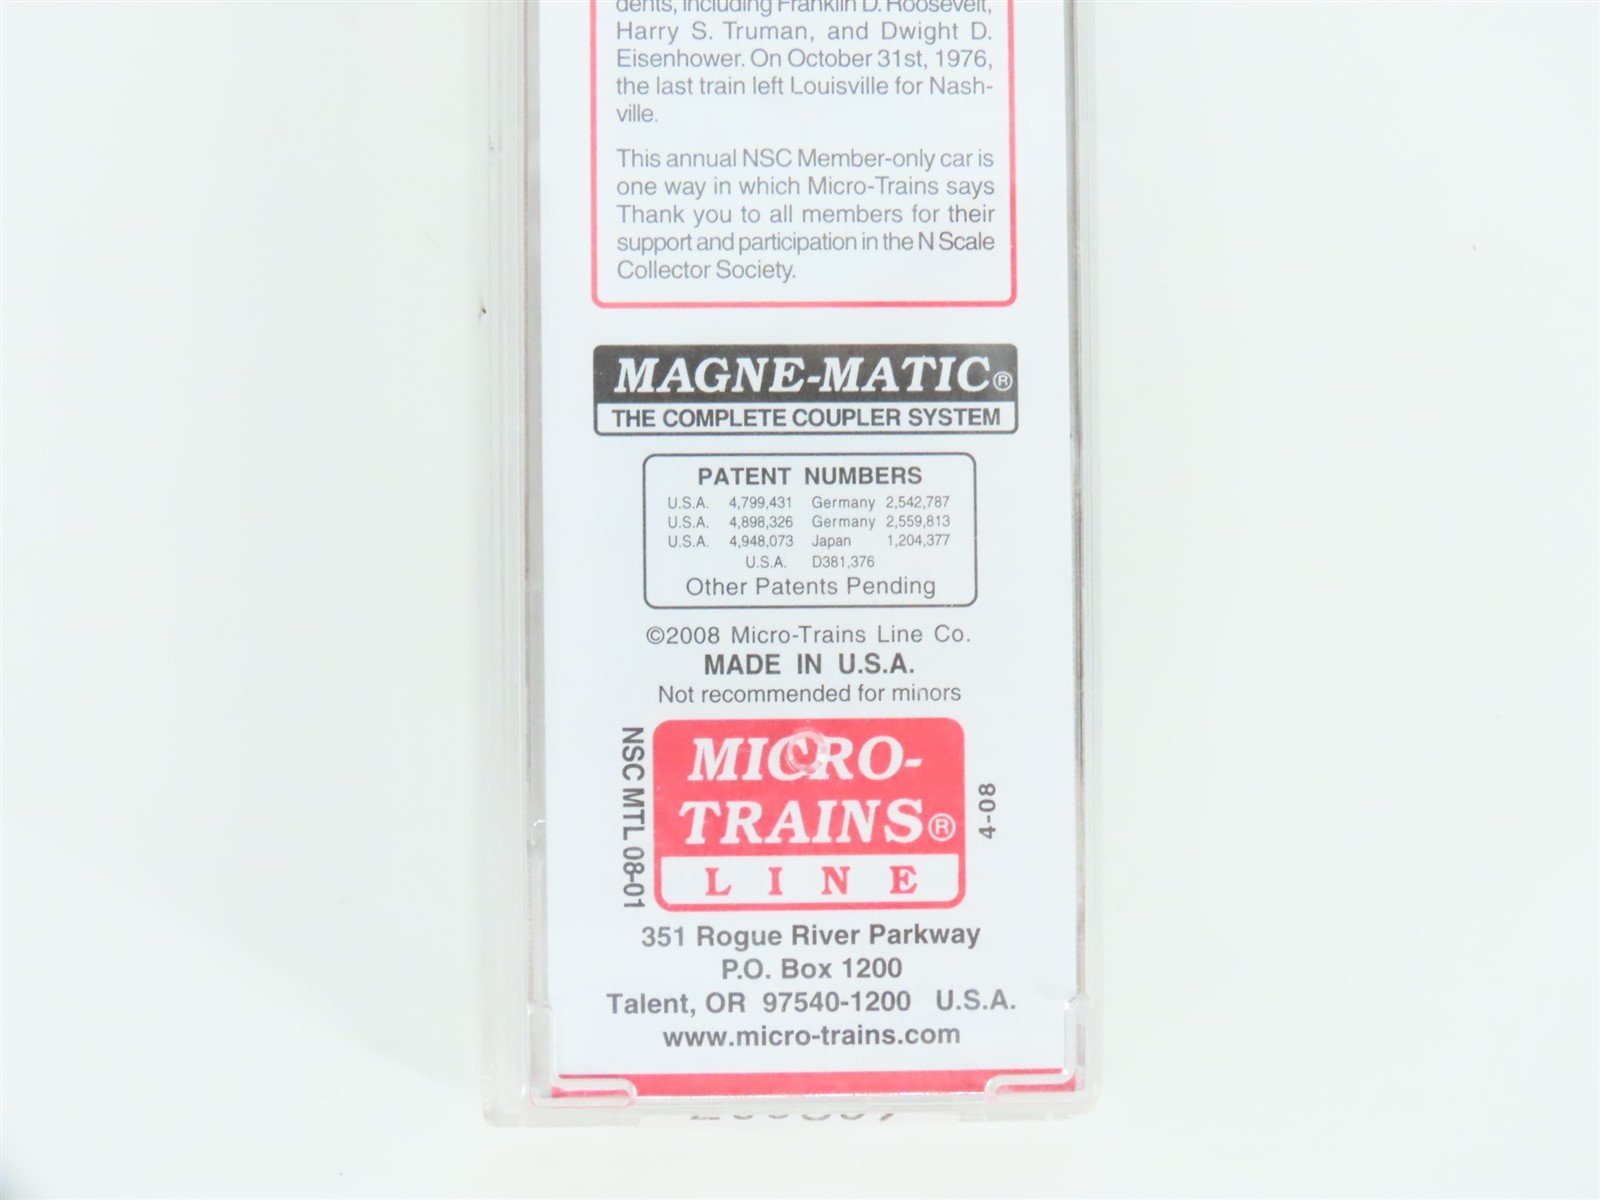 dents, including Franklin D. Roosevelt,
Harry S. Truman, and Dwight D.
Eisenhower. On October 31st, 1976,
the last train left Louisville for Nash-
ville.
This annual NSC Member-only car is
one way in which Micro-Trains says
Thank you to all members for their
support and participation in the N Scale
Collector Society.
MAGNE-MATIC®
THE COMPLETE COUPLER SYSTEM
PATENT NUMBERS
U.S.A. 4,799,431 Germany 2,542,787
U.S.A. 4,898,326 Germany 2,559,813
U.S.A. 4,948,073 Japan 1,204,377
U.S.A. D381,376
Other Patents Pending
©2008 Micro-Trains Line Co.
MADE IN U.S.A.
Not recommended for minors
NSC MTL 08-01
MICRO-
TRAINS®
LINE
4-08
351 Rogue River Parkway
P.O. Box 1200
Talent, OR 97540-1200 U.S.A.
www.micro-trains.com